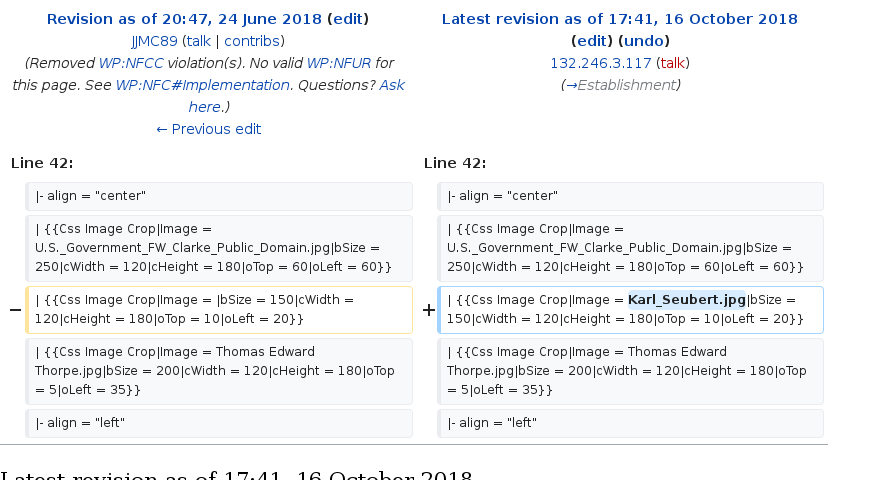 Revision as of 20:47, 24 June 2018 (edit)
JJMC89 (talk | contribs)
(Removed WP:NFCC violation(s). No valid WP:NFUR for
this page. See WP:NFC#Implementation. Questions? Ask
here.)
← Previous edit
Latest revision as of 17:41, 16 October 2018
(edit) (undo)
132.246.3.117 (talk)
(→Establishment)
Line 42:
Line 42:
|- align = "center"
|- align = "center"
| {{Css Image Crop|Image =
U.S._Government_FW_Clarke_Public_Domain.jpg|bSize =
250|cWidth = 120|cHeight = 180|oTop = 60|oLeft = 60}}
| {{Css Image Crop|Image =
U.S._Government_FW_Clarke_Public_Domain.jpg|bSize =
250|cWidth = 120|cHeight = 180|oTop = 60|oLeft = 60}}
− | {{Css Image Crop|Image = |bSize = 150|cWidth =
120|cHeight = 180|oTop = 10|oLeft = 20}}
+ | {{Css Image Crop|Image = Karl_Seubert.jpg|bSize =
150|cWidth = 120|cHeight = 180|oTop = 10|oLeft = 20}}
| {{Css Image Crop|Image = Thomas Edward
Thorpe.jpg|bSize = 200|cWidth = 120|cHeight = 180|oTop
= 5|oLeft = 35}}
| {{Css Image Crop|Image = Thomas Edward
Thorpe.jpg|bSize = 200|cWidth = 120|cHeight = 180|oTop
= 5|oLeft = 35}}
|- align = "left"
|- align = "left"
Latest revision as of 17:41, 16 October 2018